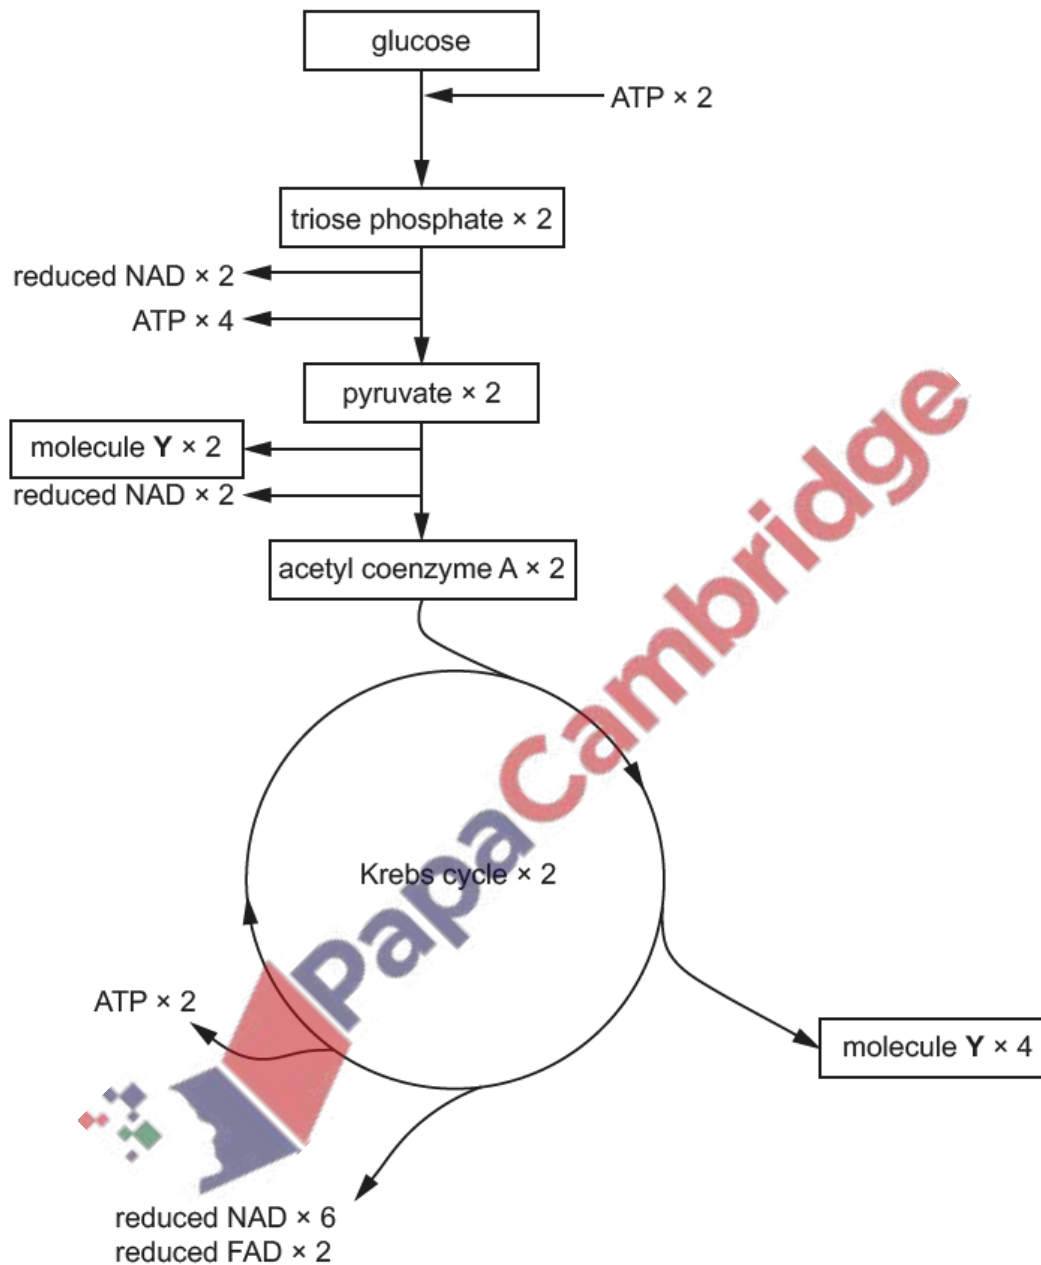 glucose
ATP × 2
triose phosphate × 2
reduced NAD × 2
ATP × 4
pyruvate × 2
molecule Y × 2
reduced NAD × 2
acetyl coenzyme A × 2
Krebs cycle × 2
PapaCambridge
ATP × 2
molecule Y × 4
reduced NAD × 6
reduced FAD × 2